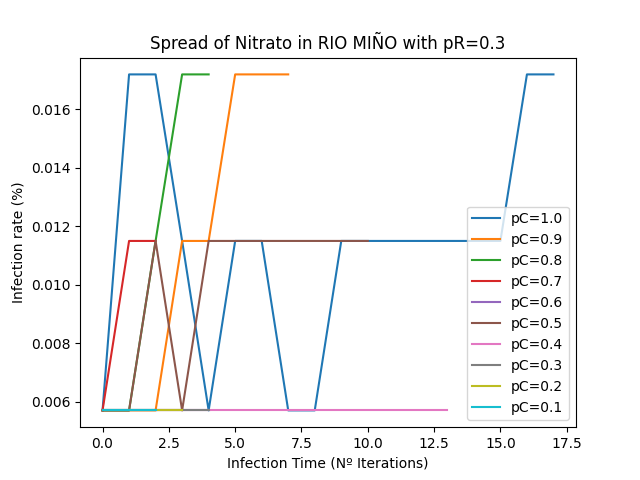 Spread of Nitrato in RIO MIÑO with pR=0.3
Infection rate (%)
0.016
0.014
0.012
0.010
0.008
0.006
pC=1.0
pC=0.9
pC=0.8
pC=0.7
pC=0.6
pC=0.5
pC=0.4
pC=0.3
pC=0.2
pC=0.1
0.0 2.5 5.0 7.5 10.0 12.5 15.0 17.5
Infection Time (Nº Iterations)